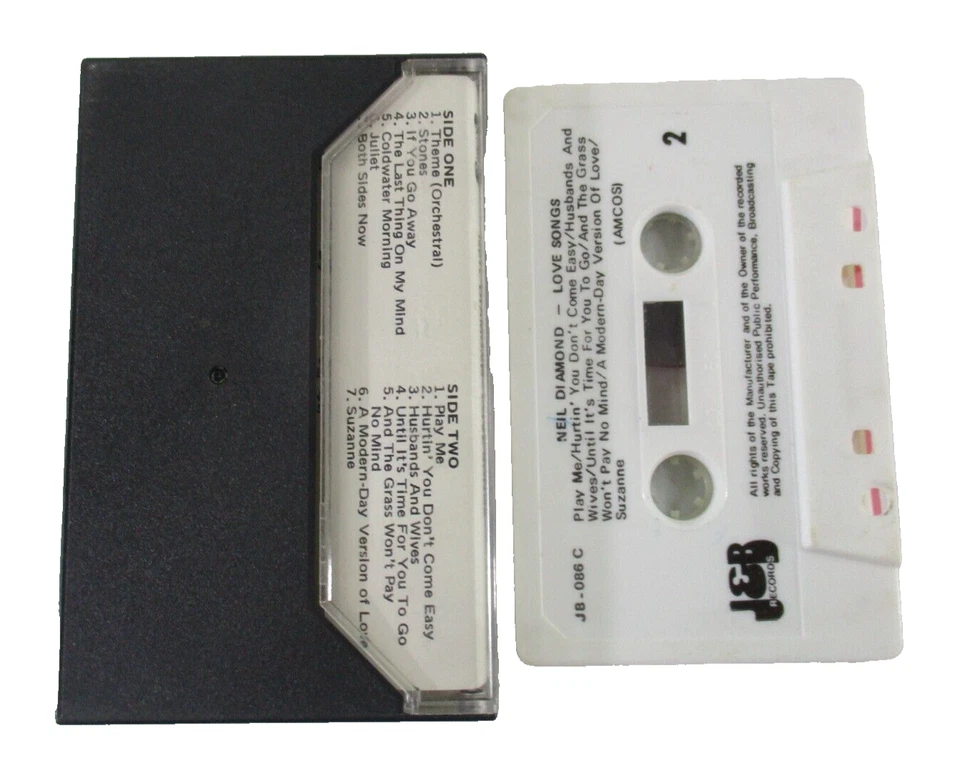 SIDE ONE
1. Theme (Orchestral)
2. Stones
3. If You Go Away
4. The Last Thing On My Mind
5. Coldwater Morning
Juliet
Both Sides Now
SIDE TWO
1. Play Me
2. Hurtin' You Don't Come Easy
3. Husbands And Wives
4. Until It's Time For You To Go
5. And The Grass Won't Pay
No Mind
6. A Modern-Day Version of Love
7. Suzanne
2
NEIL DIAMOND – LOVE SONGS
Play Me/Hurtin' You Don't Come Easy/Husbands And
Wives/Until It's Time For You To Go/And The Grass
Won't Pay No Mind/A Modern-Day Version Of Love/
Suzanne (AMCOS)
JB-086 C
All rights of the Manufacturer and of the Owner of the recorded
works reserved. Unauthorised Public Performance, Broadcasting
and Copying of this Tape prohibited.
J&B
RECORDS